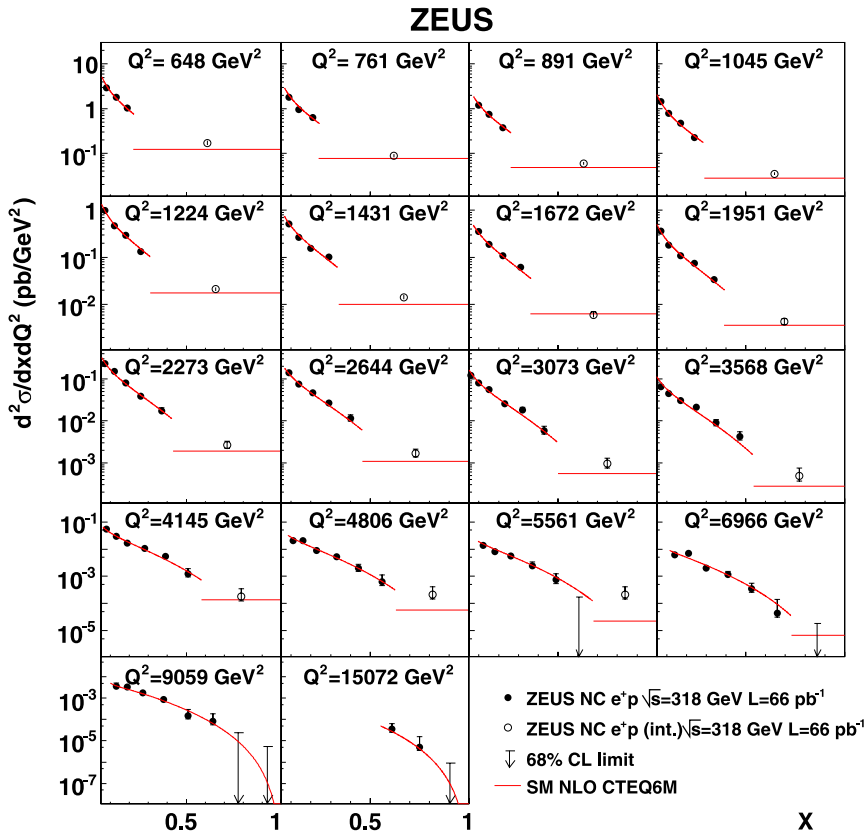 ZEUS
d²σ/dxdQ² (pb/GeV²)
Q²= 648 GeV² Q²= 761 GeV² Q²= 891 GeV² Q²=1045 GeV²
10
1
10⁻¹
Q²=1224 GeV² Q²=1431 GeV² Q²=1672 GeV² Q²=1951 GeV²
1
10⁻¹
10⁻²
Q²=2273 GeV² Q²=2644 GeV² Q²=3073 GeV² Q²=3568 GeV²
10⁻¹
10⁻²
10⁻³
Q²=4145 GeV² Q²=4806 GeV² Q²=5561 GeV² Q²=6966 GeV²
10⁻¹
10⁻³
10⁻⁵
Q²=9059 GeV² Q²=15072 GeV²
10⁻³
10⁻⁵
10⁻⁷
ZEUS NC e⁺p √s=318 GeV L=66 pb⁻¹
ZEUS NC e⁺p (int.)√s=318 GeV L=66 pb⁻¹
68% CL limit
SM NLO CTEQ6M
0.5 1 0.5 1 X